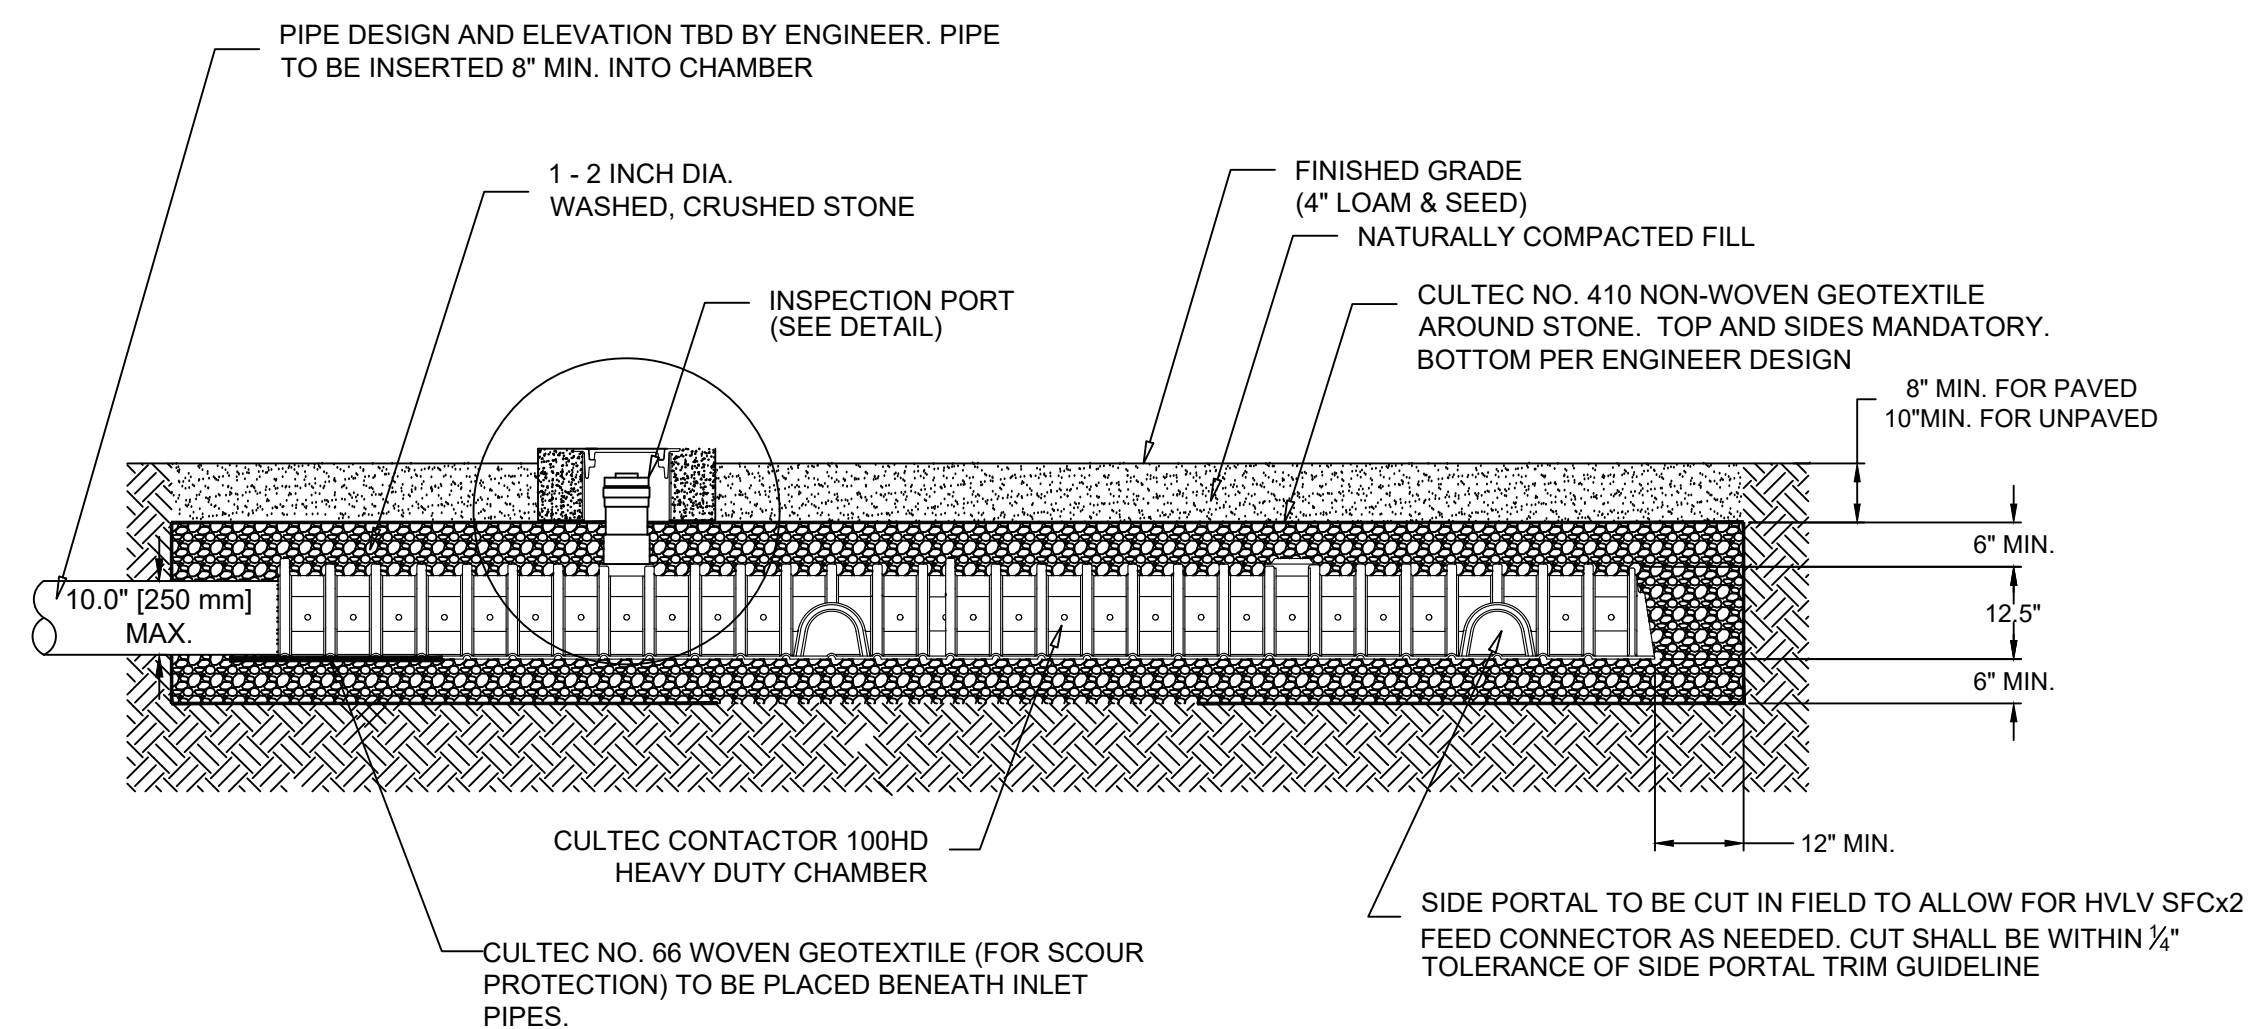 PIPE DESIGN AND ELEVATION TBD BY ENGINEER. PIPE
TO BE INSERTED 8" MIN. INTO CHAMBER
1 - 2 INCH DIA.
WASHED, CRUSHED STONE
FINISHED GRADE
(4" LOAM & SEED)
NATURALLY COMPACTED FILL
INSPECTION PORT
(SEE DETAIL)
CULTEC NO. 410 NON-WOVEN GEOTEXTILE
AROUND STONE. TOP AND SIDES MANDATORY.
BOTTOM PER ENGINEER DESIGN
8" MIN. FOR PAVED
10"MIN. FOR UNPAVED
6" MIN.
10.0" [250 mm]
MAX.
12.5"
6" MIN.
12" MIN.
CULTEC CONTACTOR 100HD
HEAVY DUTY CHAMBER
SIDE PORTAL TO BE CUT IN FIELD TO ALLOW FOR HVLV SFCx2
FEED CONNECTOR AS NEEDED. CUT SHALL BE WITHIN ¼"
TOLERANCE OF SIDE PORTAL TRIM GUIDELINE
CULTEC NO. 66 WOVEN GEOTEXTILE (FOR SCOUR
PROTECTION) TO BE PLACED BENEATH INLET
PIPES.